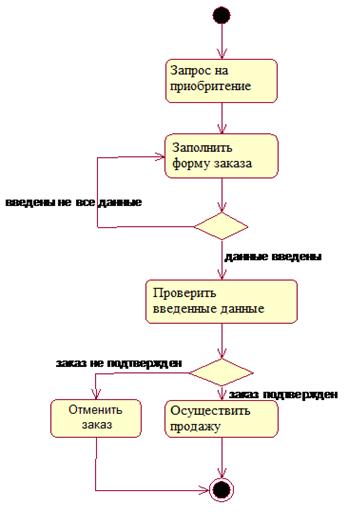 Запрос на
приобритение
Заполнить
форму заказа
введены не все данные
данные введены
Проверить
введенные данные
заказ не подтвержден
заказ подтвержден
Отменить
заказ
Осуществить
продажу